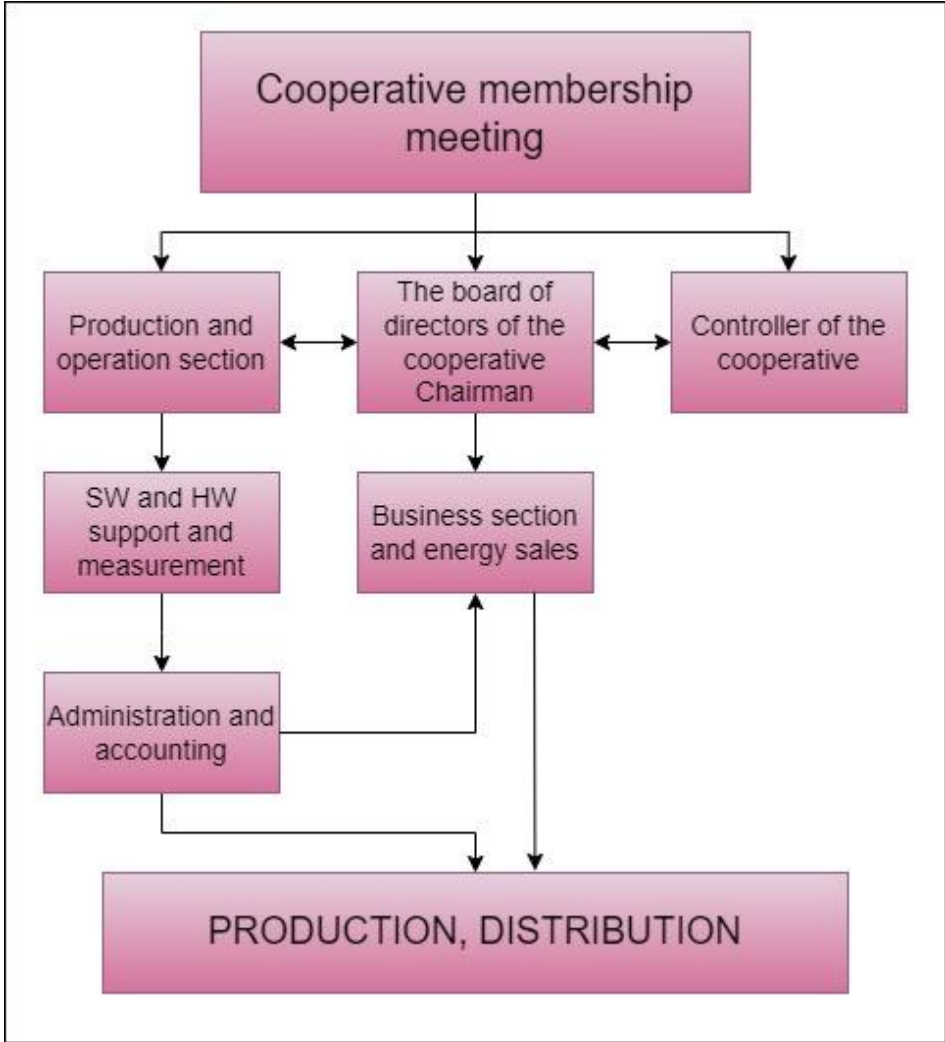 Cooperative membership
meeting
Production and
operation section
The board of
directors of the
cooperative
Chairman
Controller of the
cooperative
SW and HW
support and
measurement
Business section
and energy sales
Administration and
accounting
PRODUCTION, DISTRIBUTION